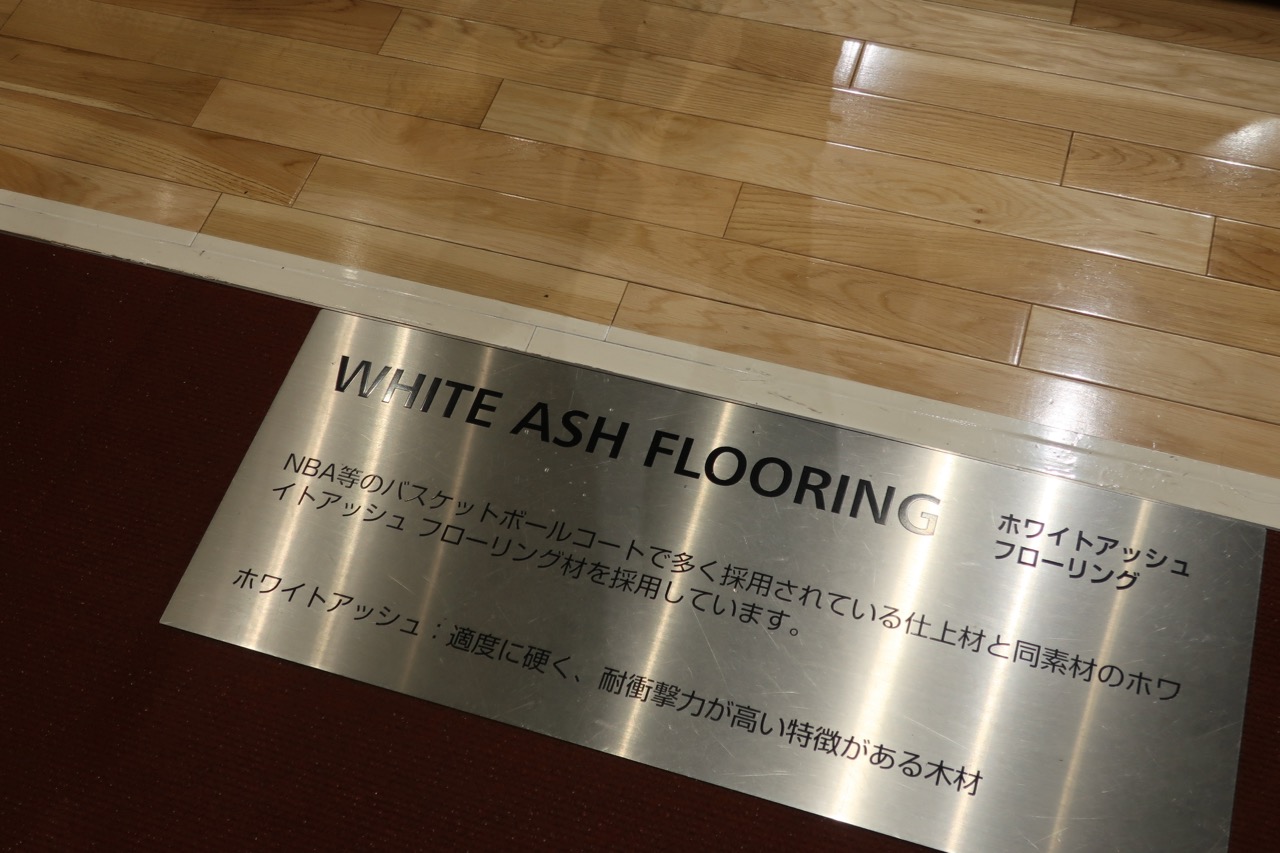 WHITE ASH FLOORING
ホワイトアッシュ
フローリング
NBA等のバスケットボールコートで多く採用されている仕上材と同素材のホワ
イトアッシュ フローリング材を採用しています。
ホワイトアッシュ：適度に硬く、耐衝撃力が高い特徴がある木材